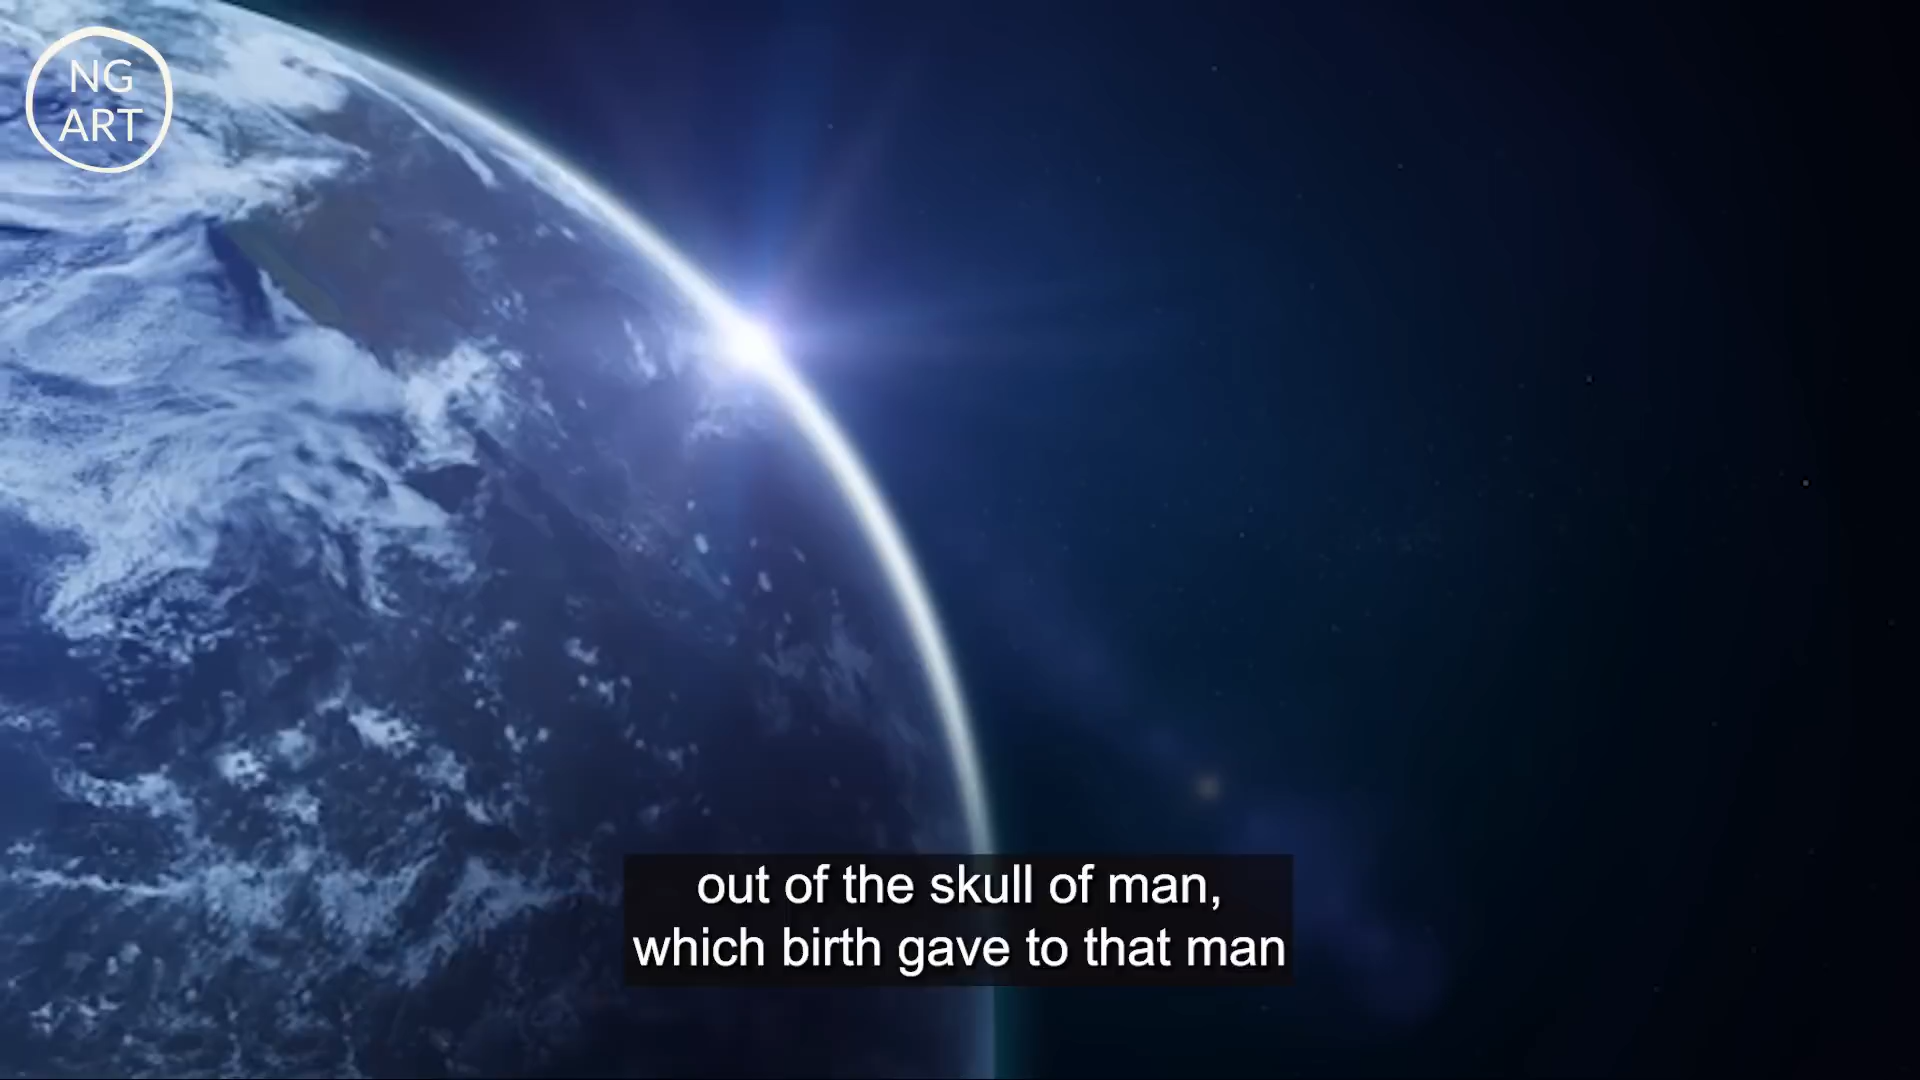 NG
ART
out of the skull of man,
which birth gave to that man